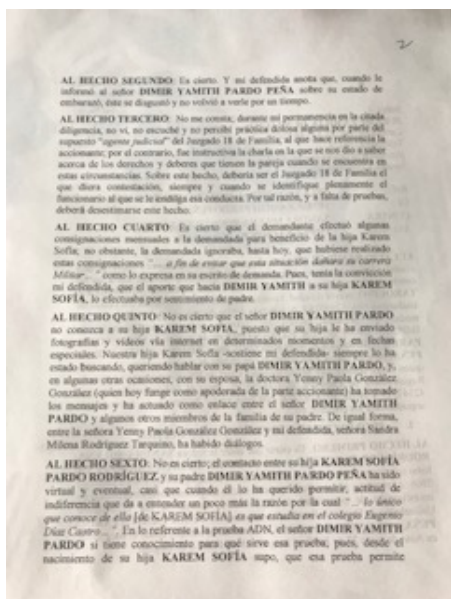 2
AL HECHO SEGUNDO: Es cierto. Y mi defendida anota que, cuando le
informó al señor DIMIR YAMITH PARDO PEÑA sobre su estado de
embarazó, éste se disgustó y no volvió a verle por un tiempo.
AL HECHO TERCERO: No me consta; durante mi permanencia en la citada
diligencia, no vi, no escuché y no percibí práctica dolosa alguna por parte del
supuesto "agente judicial" del Juzgado 18 de Familia, al que hace referencia la
accionante; por el contrario, fue instructiva la charla en la que se nos dio a saber
acerca de los derechos y deberes que tienen la pareja cuando se encuentra en
estas circunstancias. Sobre este hecho, debería ser el Juzgado 18 de Familia el
que diera contestación, siempre y cuando se identifique plenamente el
funcionario al que se le endilga esa conducta. Por tal razón, y a falta de pruebas,
deberá desestimarse este hecho.
AL HECHO CUARTO: Es cierto que el demandante efectuó algunas
consignaciones mensuales a la demandada para beneficio de la hija Karem
Sofía; no obstante, la demandada ignoraba, hasta hoy, que hubiese realizado
estas consignaciones "... a fin de evitar que esta situación dañara su carrera
Militar..." como lo expresa en su escrito de demanda. Pues, tenía la convicción
mi defendida, que el aporte que hacía DIMIR YAMITH a su hija KAREM
SOFÍA, lo efectuaba por sentimiento de padre.
AL HECHO QUINTO: No es cierto que el señor DIMIR YAMITH PARDO
no conozca a su hija KAREM SOFIA, puesto que su hija le ha enviado
fotografías y videos vía internet en determinados momentos y en fechas
especiales. Nuestra hija Karem Sofía -sostiene mi defendida- siempre lo ha
estado buscando, queriendo hablar con su papá DIMIR YAMITH PARDO, y,
en algunas otras ocasiones, con su esposa, la doctora Yenny Paola González
González (quien hoy funge como apoderada de la parte accionante) ha tomado
los mensajes y ha actuado como enlace entre el señor DIMIR YAMITH
PARDO y algunos otros miembros de la familia de su padre. De igual forma,
entre la señora Yenny Paola González González y mi defendida, señora Sandra
Milena Rodríguez Tarquino, ha habido diálogos.
AL HECHO SEXTO: No es cierto; el contacto entre su hija KAREM SOFÍA
PARDO RODRÍGUEZ y su padre DIMIR YAMITH PARDO PEÑA ha sido
virtual y eventual, casi que cuando él lo ha querido permitir, actitud de
indiferencia que da a entender un poco más la razón por la cual "... lo único
que conoce de ello [de KAREM SOFÍA] es que estudia en el colegio Eugenio
Díaz Castro...". En lo referente a la prueba ADN, el señor DIMIR YAMITH
PARDO sí tiene conocimiento para qué sirve esa prueba, pues, desde el
nacimiento de su hija KAREM SOFÍA supo, que esa prueba permite